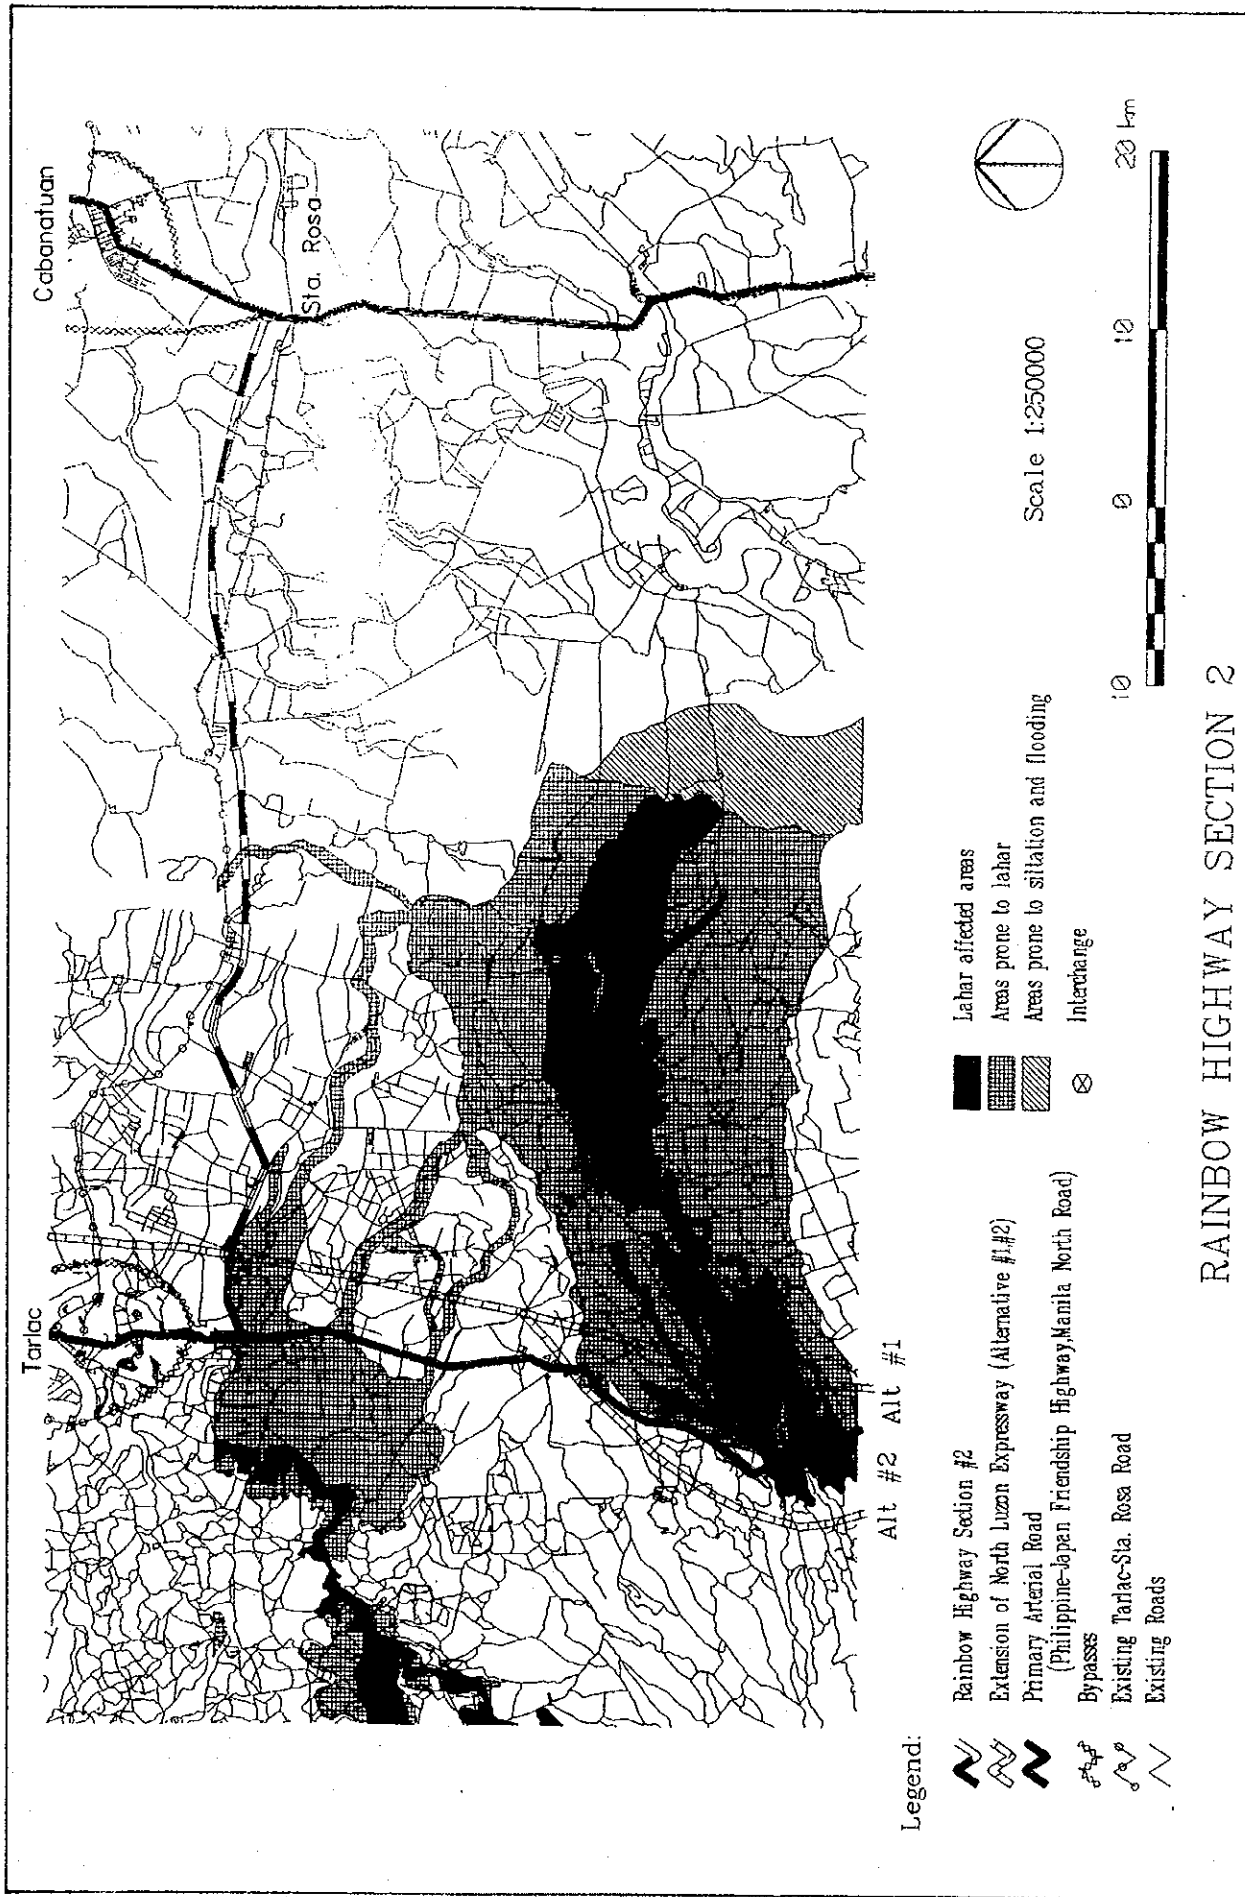 Tarlac
Cabanatuan
Sta. Rosa
Alt #2 Alt #1
Legend:
Rainbow Highway Section #2
Extension of North Luzon Expressway (Alternative #1,#2)
Primary Arterial Road
(Philippine-Japan Friendship Highway,Manila North Road)
Bypasses
Existing Tarlac-Sta. Rosa Road
Existing Roads
Lahar affected areas
Areas prone to lahar
Areas prone to siltation and flooding
Interchange
Scale 1:250000
10 0 10 20 km
RAINBOW HIGHWAY SECTION 2